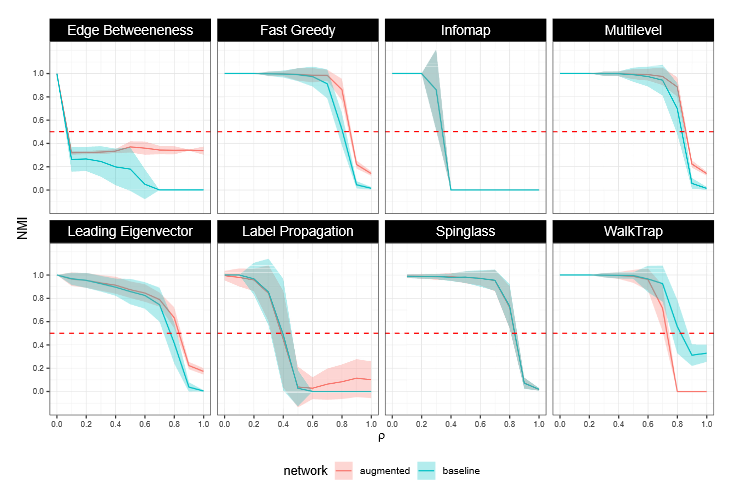 Edge Betweeneness Fast Greedy Infomap Multilevel
1.0
0.8
0.6
0.4
0.2
0.0
NMI
Leading Eigenvector Label Propagation Spinglass WalkTrap
1.0
0.8
0.6
0.4
0.2
0.0
0.0 0.2 0.4 0.6 0.8 1.0 0.0 0.2 0.4 0.6 0.8 1.0 0.0 0.2 0.4 0.6 0.8 1.0 0.0 0.2 0.4 0.6 0.8 1.0
ρ
network augmented baseline